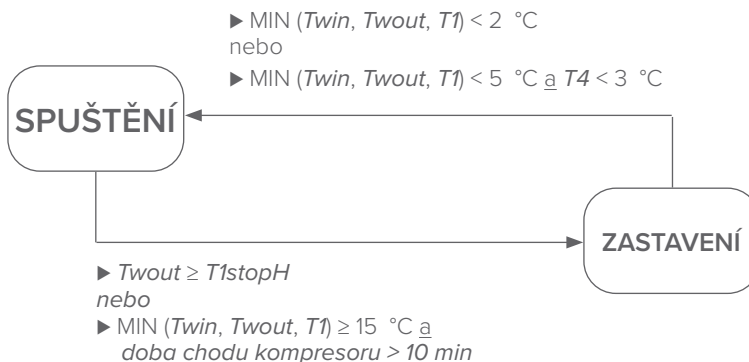 ▶ MIN (Twin, Twout, T1) < 2 °C
nebo
▶ MIN (Twin, Twout, T1) < 5 °C a T4 < 3 °C
SPUŠTĚNÍ
ZASTAVENÍ
▶ Twout ≥ T1stopH
nebo
▶ MIN (Twin, Twout, T1) ≥ 15 °C a
doba chodu kompresoru > 10 min